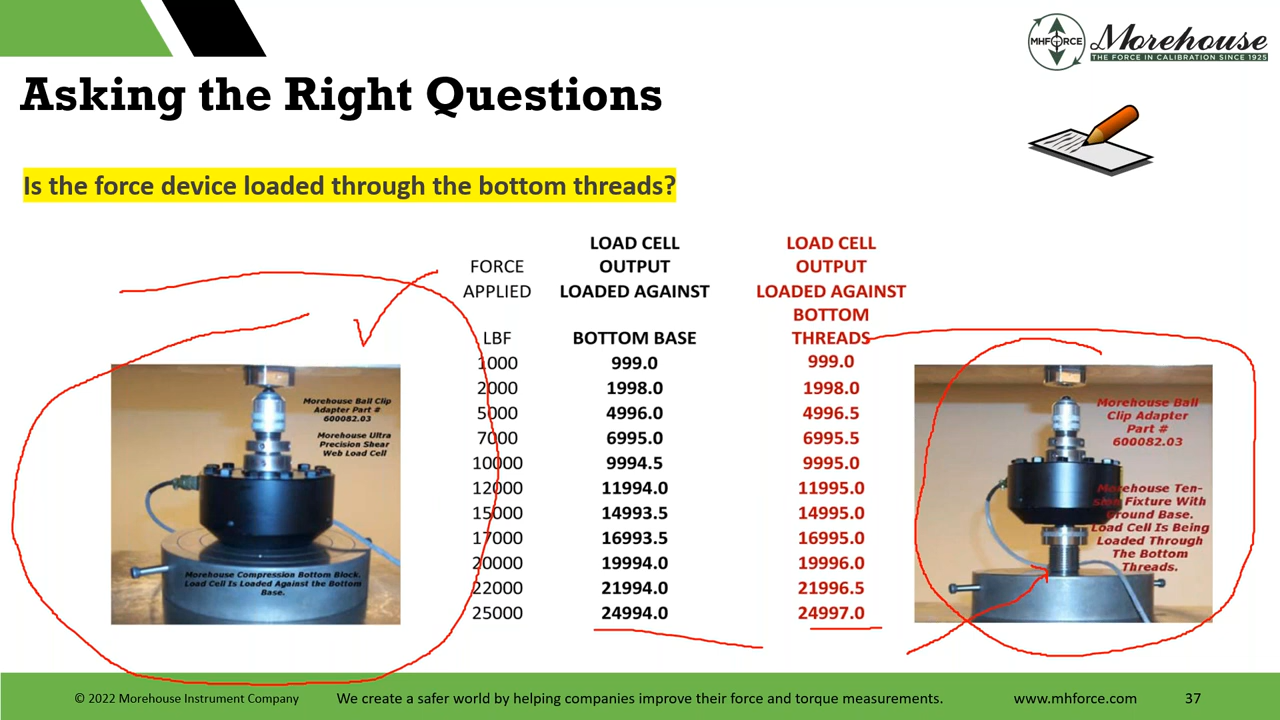 MHFORCE
Morehouse
THE FORCE IN CALIBRATION SINCE 1925
Asking the Right Questions
Is the force device loaded through the bottom threads?
Morehouse Ball Clip
Adapter Part #
600082.03
Morehouse Ultra
Precision Shear
Web Load Cell
Morehouse Compression Bottom Block.
Load Cell Is Loaded Against the Bottom
Base.
FORCE
APPLIED
LBF
LOAD CELL
OUTPUT
LOADED AGAINST
BOTTOM BASE
LOAD CELL
OUTPUT
LOADED AGAINST
BOTTOM
THREADS
1000 999.0 999.0
2000 1998.0 1998.0
5000 4996.0 4996.5
7000 6995.0 6995.5
10000 9994.5 9995.0
12000 11994.0 11995.0
15000 14993.5 14995.0
17000 16993.5 16995.0
20000 19994.0 19996.0
22000 21994.0 21996.5
25000 24994.0 24997.0
Morehouse Ball
Clip Adapter
Part #
600082.03
Morehouse Ten-
sion Fixture With
Ground Base.
Load Cell Is Being
Loaded Through
The Bottom
Threads.
© 2022 Morehouse Instrument Company
We create a safer world by helping companies improve their force and torque measurements.
www.mhforce.com
37